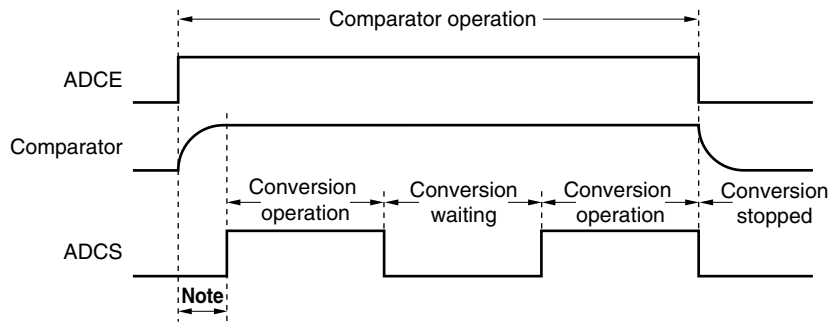 Comparator operation
ADCE
Comparator
Conversion operation
Conversion waiting
Conversion operation
Conversion stopped
ADCS
Note